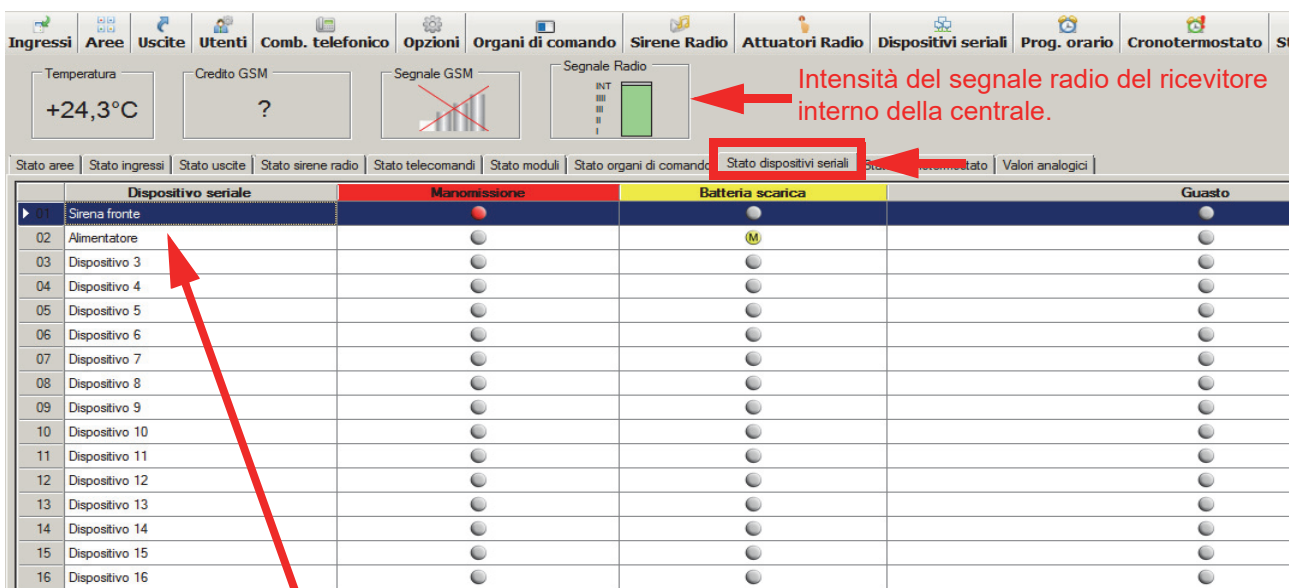 Ingressi Aree Uscite Utenti Comb. telefonico Opzioni Organi di comando Sirene Radio Attuatori Radio Dispositivi seriali Prog. orario Cronotermostato
Temperatura Credito GSM Segnale GSM Segnale Radio
+24,3°C ?
INT
IIII
III
II
I
Intensità del segnale radio del ricevitore
interno della centrale.
Stato aree Stato ingressi Stato uscite Stato sirene radio Stato telecomandi Stato moduli Stato organi di comando Stato dispositivi seriali Valori analogici
Dispositivo seriale Manomissione Batteria scarica Guasto
01 Sirena fronte
02 Alimentatore M
03 Dispositivo 3
04 Dispositivo 4
05 Dispositivo 5
06 Dispositivo 6
07 Dispositivo 7
08 Dispositivo 8
09 Dispositivo 9
10 Dispositivo 10
11 Dispositivo 11
12 Dispositivo 12
13 Dispositivo 13
14 Dispositivo 14
15 Dispositivo 15
16 Dispositivo 16